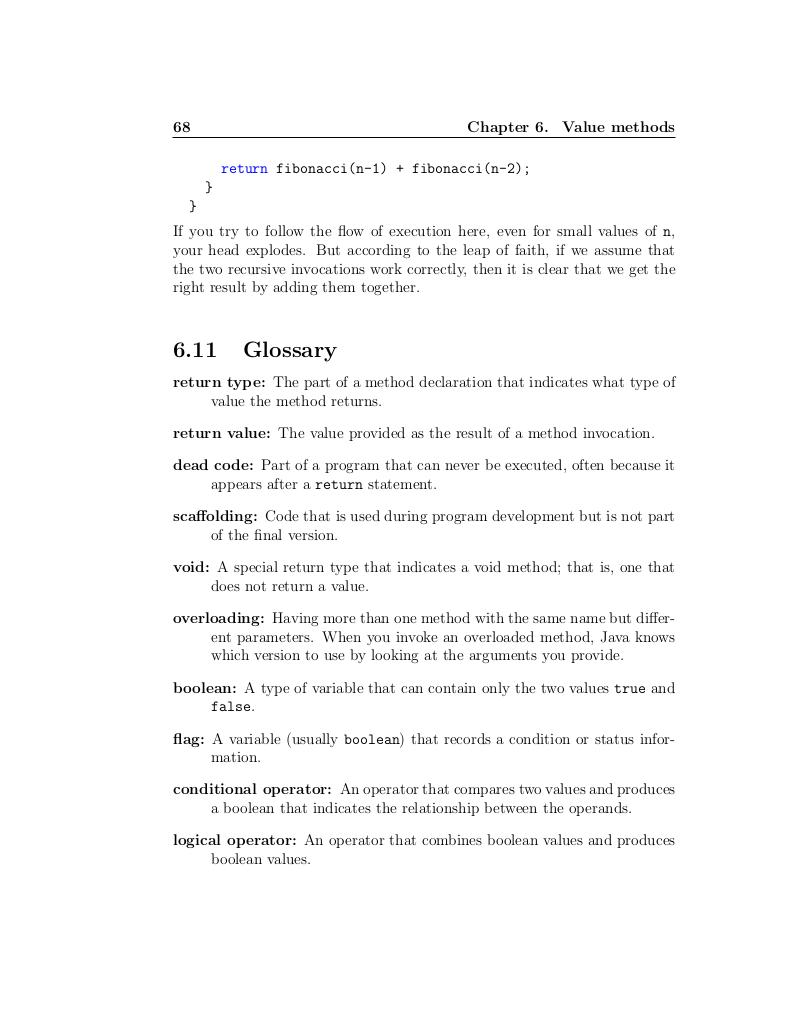 68 Chapter 6. Value methods
return fibonacci(n-1) + fibonacci(n-2);
}
}
If you try to follow the flow of execution here, even for small values of n,
your head explodes. But according to the leap of faith, if we assume that
the two recursive invocations work correctly, then it is clear that we get the
right result by adding them together.
6.11 Glossary
return type: The part of a method declaration that indicates what type of
value the method returns.
return value: The value provided as the result of a method invocation.
dead code: Part of a program that can never be executed, often because it
appears after a return statement.
scaffolding: Code that is used during program development but is not part
of the final version.
void: A special return type that indicates a void method; that is, one that
does not return a value.
overloading: Having more than one method with the same name but differ-
ent parameters. When you invoke an overloaded method, Java knows
which version to use by looking at the arguments you provide.
boolean: A type of variable that can contain only the two values true and
false.
flag: A variable (usually boolean) that records a condition or status infor-
mation.
conditional operator: An operator that compares two values and produces
a boolean that indicates the relationship between the operands.
logical operator: An operator that combines boolean values and produces
boolean values.